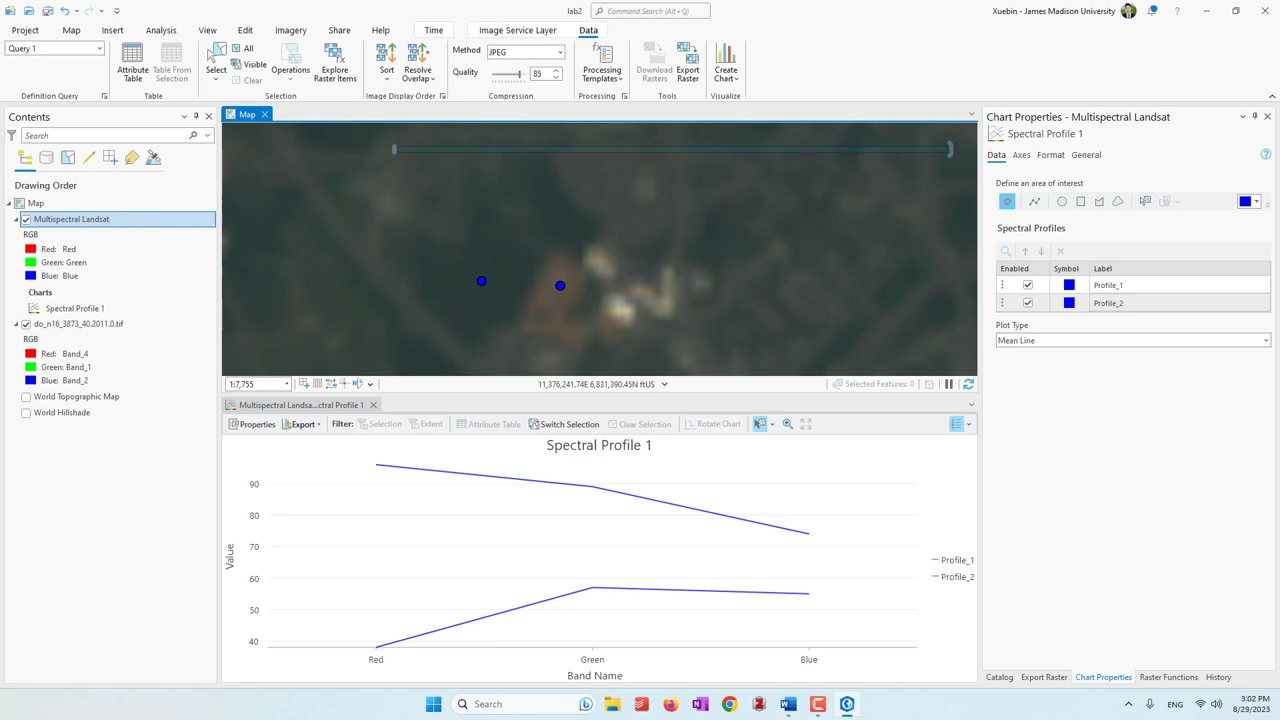 lab2
Command Search (Alt+Q)
Xuebin - James Madison University
?
Project Map Insert Analysis View Edit Imagery Share Help Time Image Service Layer Data
Query 1
Definition Query
Attribute Table
Table From Selection
Table
Select
All
Visible
Clear
Operations
Explore Raster Items
Selection
Sort
Resolve Overlap
Image Display Order
Method JPEG
Quality 85
Compression
Processing Templates
Processing
Download Rasters
Export Raster
Tools
Create Chart
Visualize
Contents
Search
Drawing Order
Map
Multispectral Landsat
RGB
Red: Red
Green: Green
Blue: Blue
Charts
Spectral Profile 1
do_n16_3873_40.2011.0.tif
RGB
Red: Band_4
Green: Band_1
Blue: Band_2
World Topographic Map
World Hillshade
Map
1:7,755
11,376,241.74E 6,831,390.45N ftUS
Selected Features: 0
Multispectral Landsa...ctral Profile 1
Properties Export Filter: Selection Extent Attribute Table Switch Selection Clear Selection Rotate Chart
Spectral Profile 1
Value
90
80
70
60
50
40
Red Green Blue
Band Name
Profile_1
Profile_2
Chart Properties - Multispectral Landsat
Spectral Profile 1
Data Axes Format General
Define an area of interest
Spectral Profiles
Enabled Symbol Label
Profile_1
Profile_2
Plot Type
Mean Line
Catalog Export Raster Chart Properties Raster Functions History
Search
ENG
3:02 PM
8/29/2023